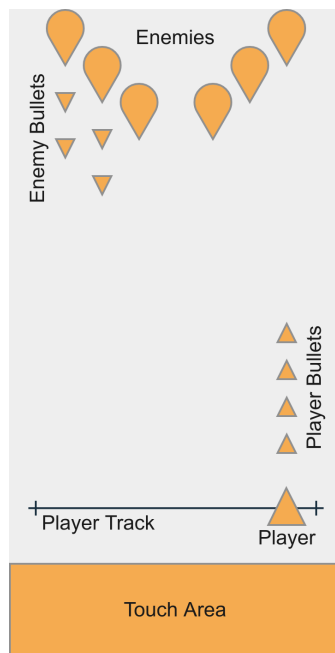 Enemies
Enemy Bullets
Player Bullets
Player Track
Player
Touch Area